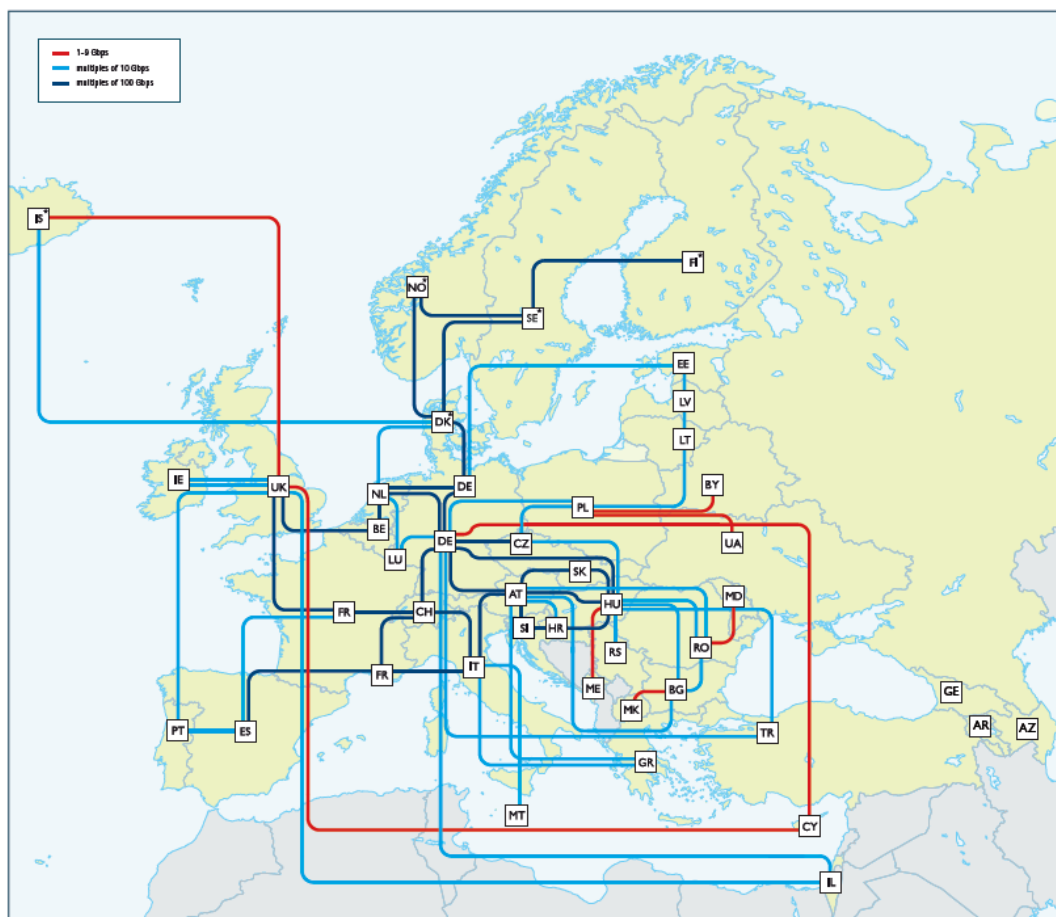 1-9 Gbps
multiples of 10 Gbps
multiples of 100 Gbps
IS*
FI*
NO*
SE*
EE
LV
DK*
LT
IE
UK
NL
DE
BY
PL
BE
DE
CZ
UA
LU
SK
AT
HU
MD
FR
CH
SI
HR
RO
RS
IT
FR
ME
BG
GE
MK
PT
ES
TR
AR
AZ
GR
MT
CY
IL